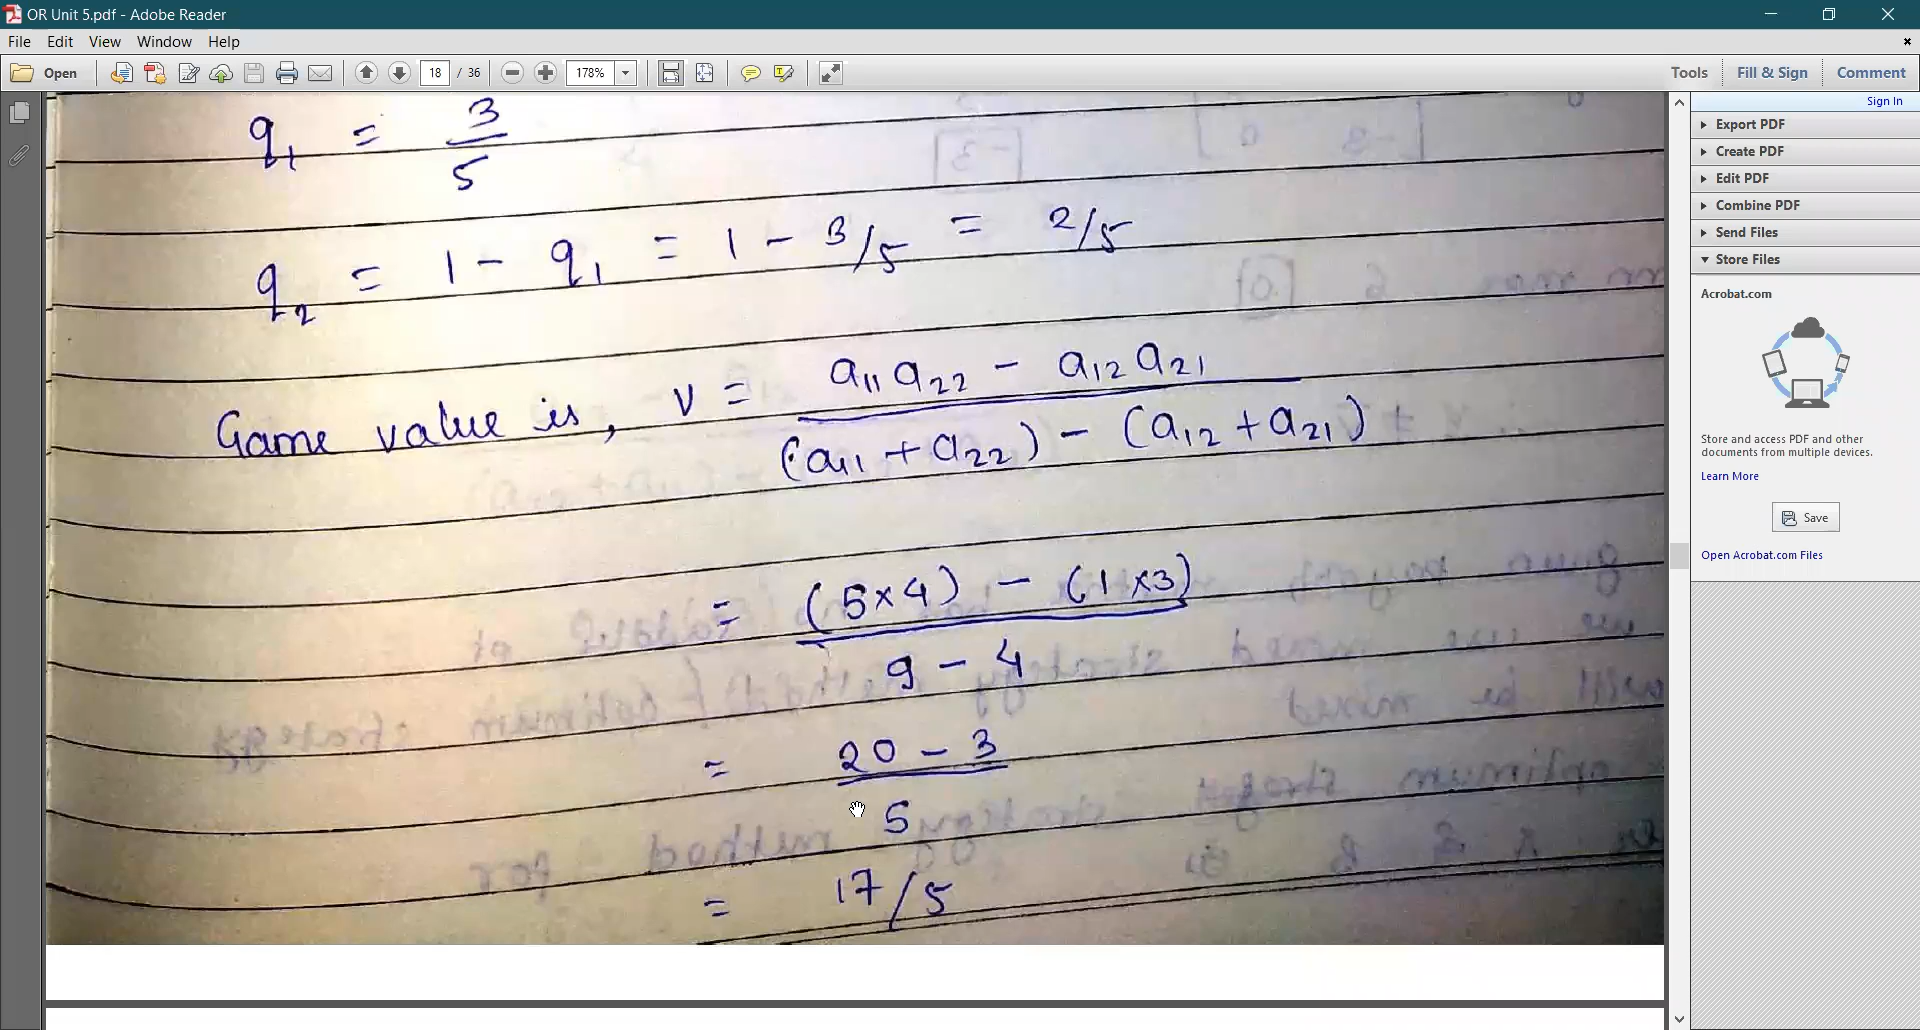 OR Unit 5.pdf - Adobe Reader
File Edit View Window Help
Open 18 / 36 178% Tools Fill & Sign Comment
Sign In
Export PDF
Create PDF
Edit PDF
Combine PDF
Send Files
Store Files
Acrobat.com
Store and access PDF and other
documents from multiple devices.
Learn More
Save
Open Acrobat.com Files
q₁ = 3/5
q₂ = 1 - q₁ = 1 - 3/5 = 2/5
Game value is, v = a₁₁ a₂₂ - a₁₂ a₂₁ / (a₁₁ + a₂₂) - (a₁₂ + a₂₁)
= (5×4) - (1×3) / 9 - 4
= 20 - 3 / 5
= 17/5